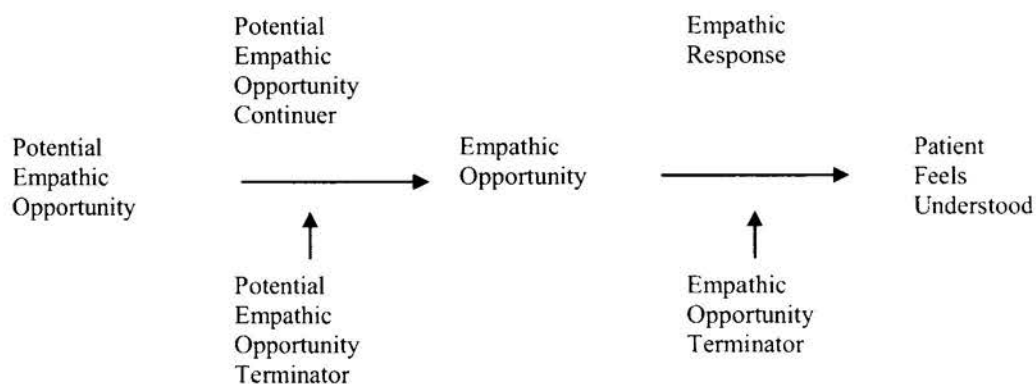 Potential
Empathic
Opportunity
Continuer
Empathic
Response
Potential
Empathic
Opportunity
Empathic
Opportunity
Patient
Feels
Understood
Potential
Empathic
Opportunity
Terminator
Empathic
Opportunity
Terminator